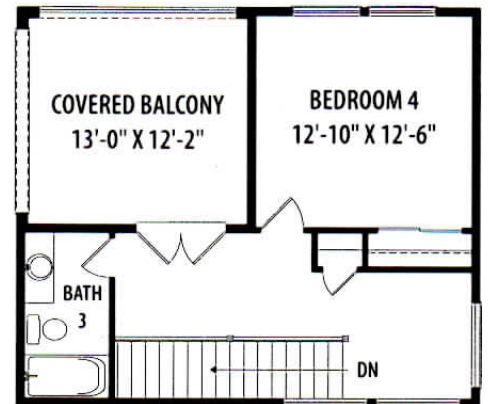 COVERED BALCONY
13'-0" X 12'-2"
BEDROOM 4
12'-10" X 12'-6"
BATH
3
DN